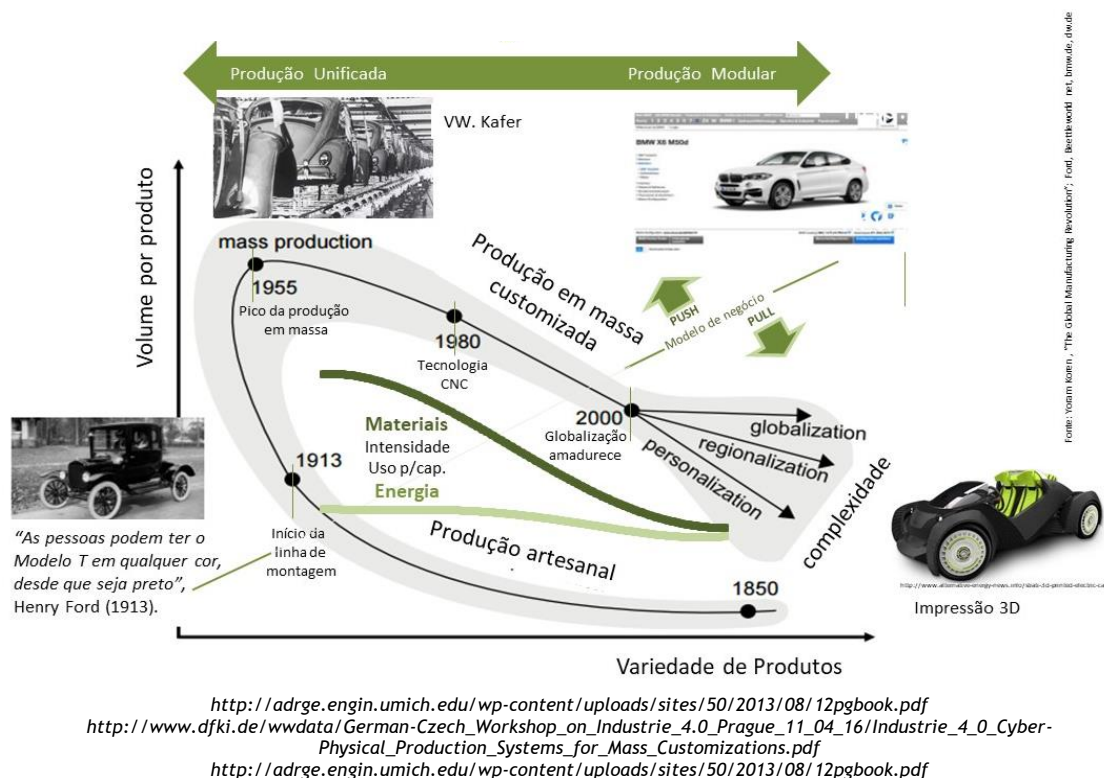 Produção Unificada
Produção Modular
VW. Kafer
BMW X6 M50d
Volume por produto
mass production
1955
Pico da produção
em massa
1980
Tecnologia
CNC
Produção em massa
customizada
PUSH
Modelo de negócio
PULL
2000
Globalização
amadurece
globalization
regionalization
personalization
complexidade
Materiais
Intensidade
Uso p/cap.
Energia
1913
Início da
linha de
montagem
Produção artesanal
1850
"As pessoas podem ter o
Modelo T em qualquer cor,
desde que seja preto",
Henry Ford (1913).
Impressão 3D
Variedade de Produtos
Fonte: Yoram Koren, "The Global Manufacturing Revolution"; Ford, Beettleworld net, bmw.de, dw.de
http://adrge.engin.umich.edu/wp-content/uploads/sites/50/2013/08/12pgbook.pdf
http://www.dfki.de/wwdata/German-Czech_Workshop_on_Industrie_4.0_Prague_11_04_16/Industrie_4_0_Cyber-
Physical_Production_Systems_for_Mass_Customizations.pdf
http://adrge.engin.umich.edu/wp-content/uploads/sites/50/2013/08/12pgbook.pdf